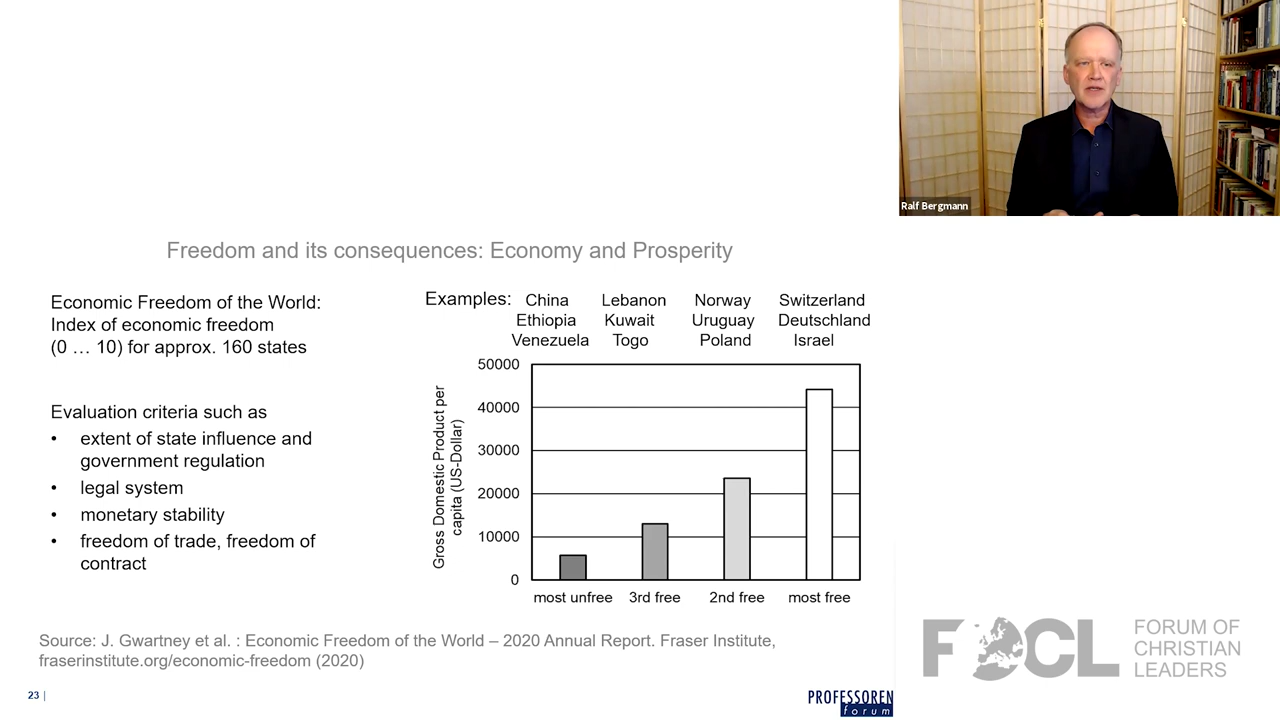 Ralf Bergmann
Freedom and its consequences: Economy and Prosperity
Economic Freedom of the World:
Index of economic freedom
(0 … 10) for approx. 160 states
Evaluation criteria such as
• extent of state influence and
government regulation
• legal system
• monetary stability
• freedom of trade, freedom of
contract
Examples: China Lebanon Norway Switzerland
Ethiopia Kuwait Uruguay Deutschland
Venezuela Togo Poland Israel
Gross Domestic Product per
capita (US-Dollar)
50000
40000
30000
20000
10000
0
most unfree 3rd free 2nd free most free
Source: J. Gwartney et al. : Economic Freedom of the World – 2020 Annual Report. Fraser Institute,
fraserinstitute.org/economic-freedom (2020)
23 |
PROFESSOREN
forum
FOCL
FORUM OF
CHRISTIAN
LEADERS